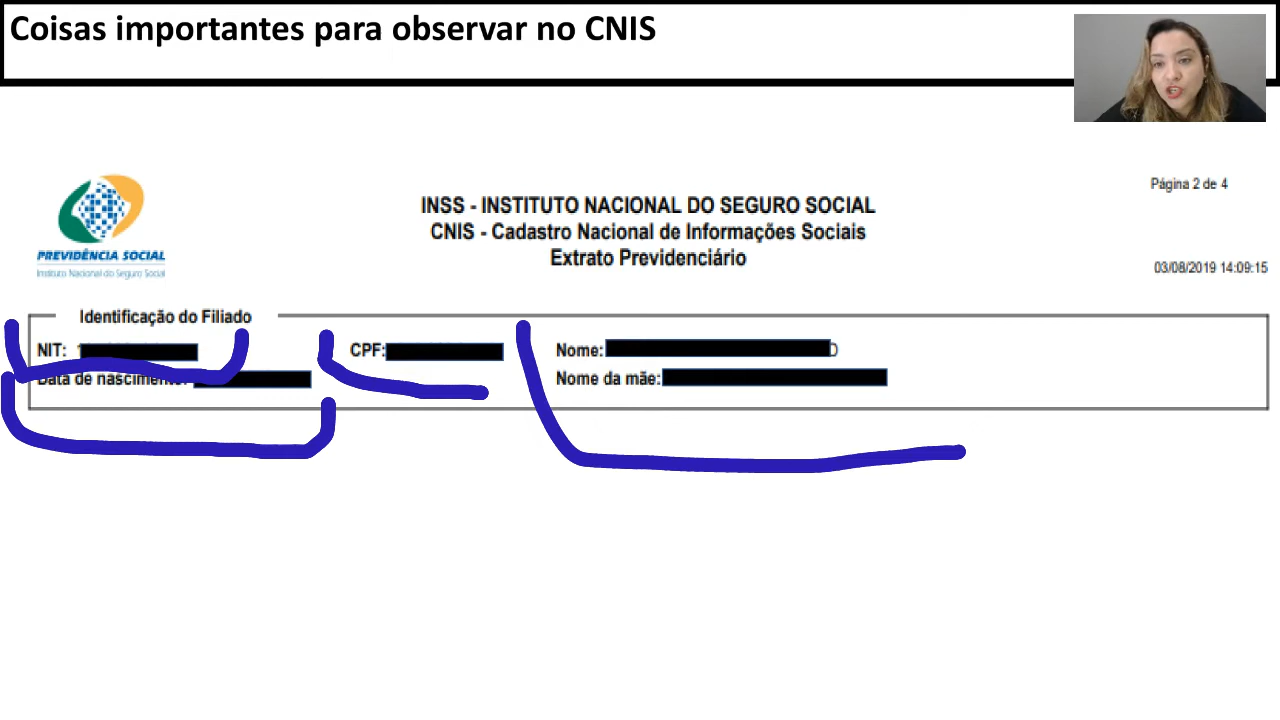 Coisas importantes para observar no CNIS
Página 2 de 4
INSS - INSTITUTO NACIONAL DO SEGURO SOCIAL
CNIS - Cadastro Nacional de Informações Sociais
Extrato Previdenciário
PREVIDÊNCIA SOCIAL
Instituto Nacional do Seguro Social
03/08/2019 14:09:15
Identificação do Filiado
NIT: CPF: Nome:
Data de nascimento: Nome da mãe: